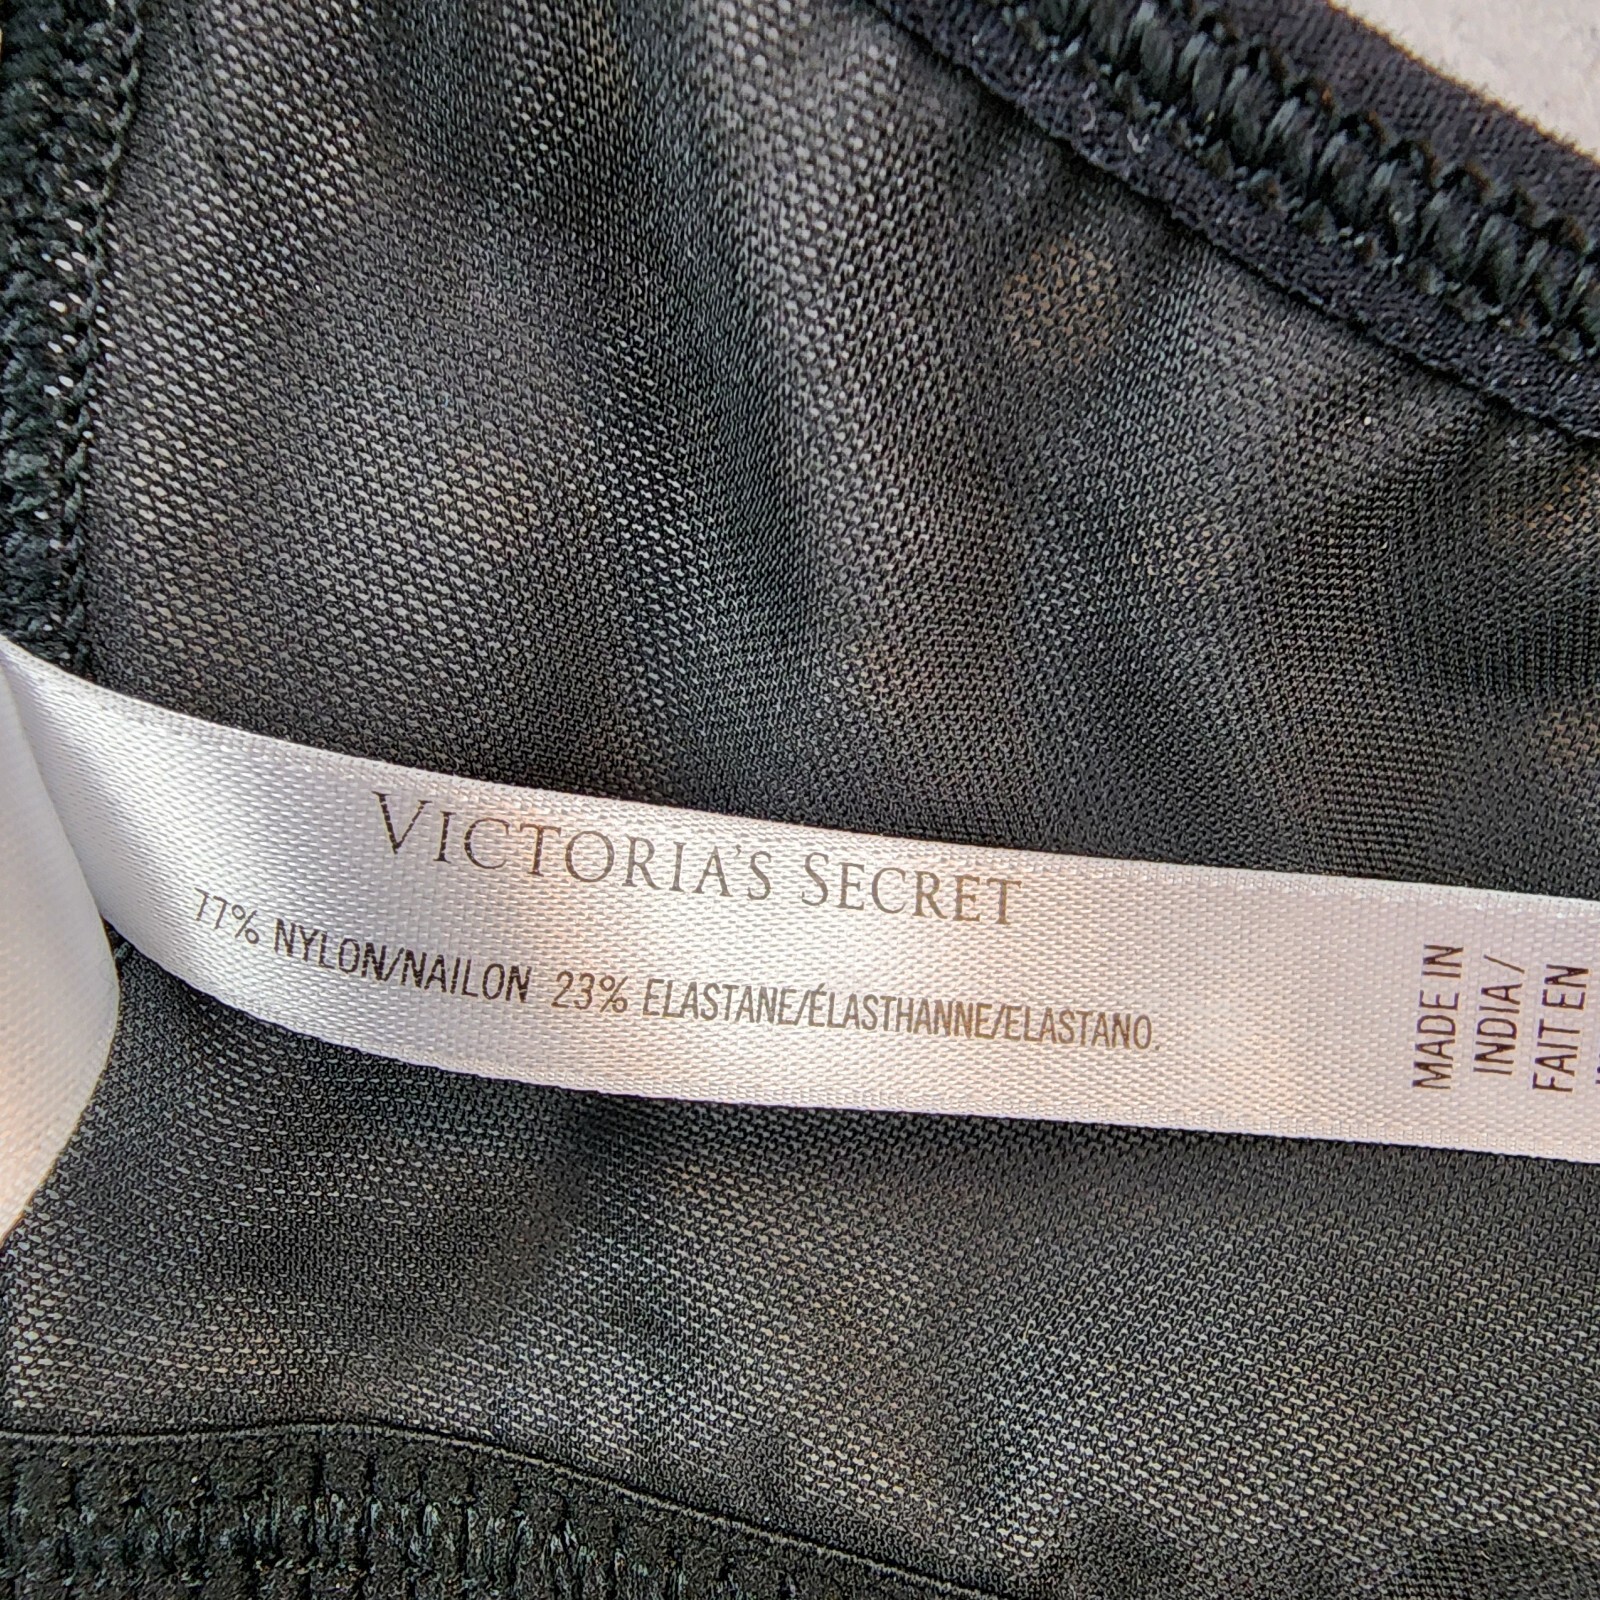 VICTORIA'S SECRET
77% NYLON/NAILON 23% ELASTANE/ÉLASTHANNE/ELASTANO.
MADE IN
INDIA /
FAIT EN